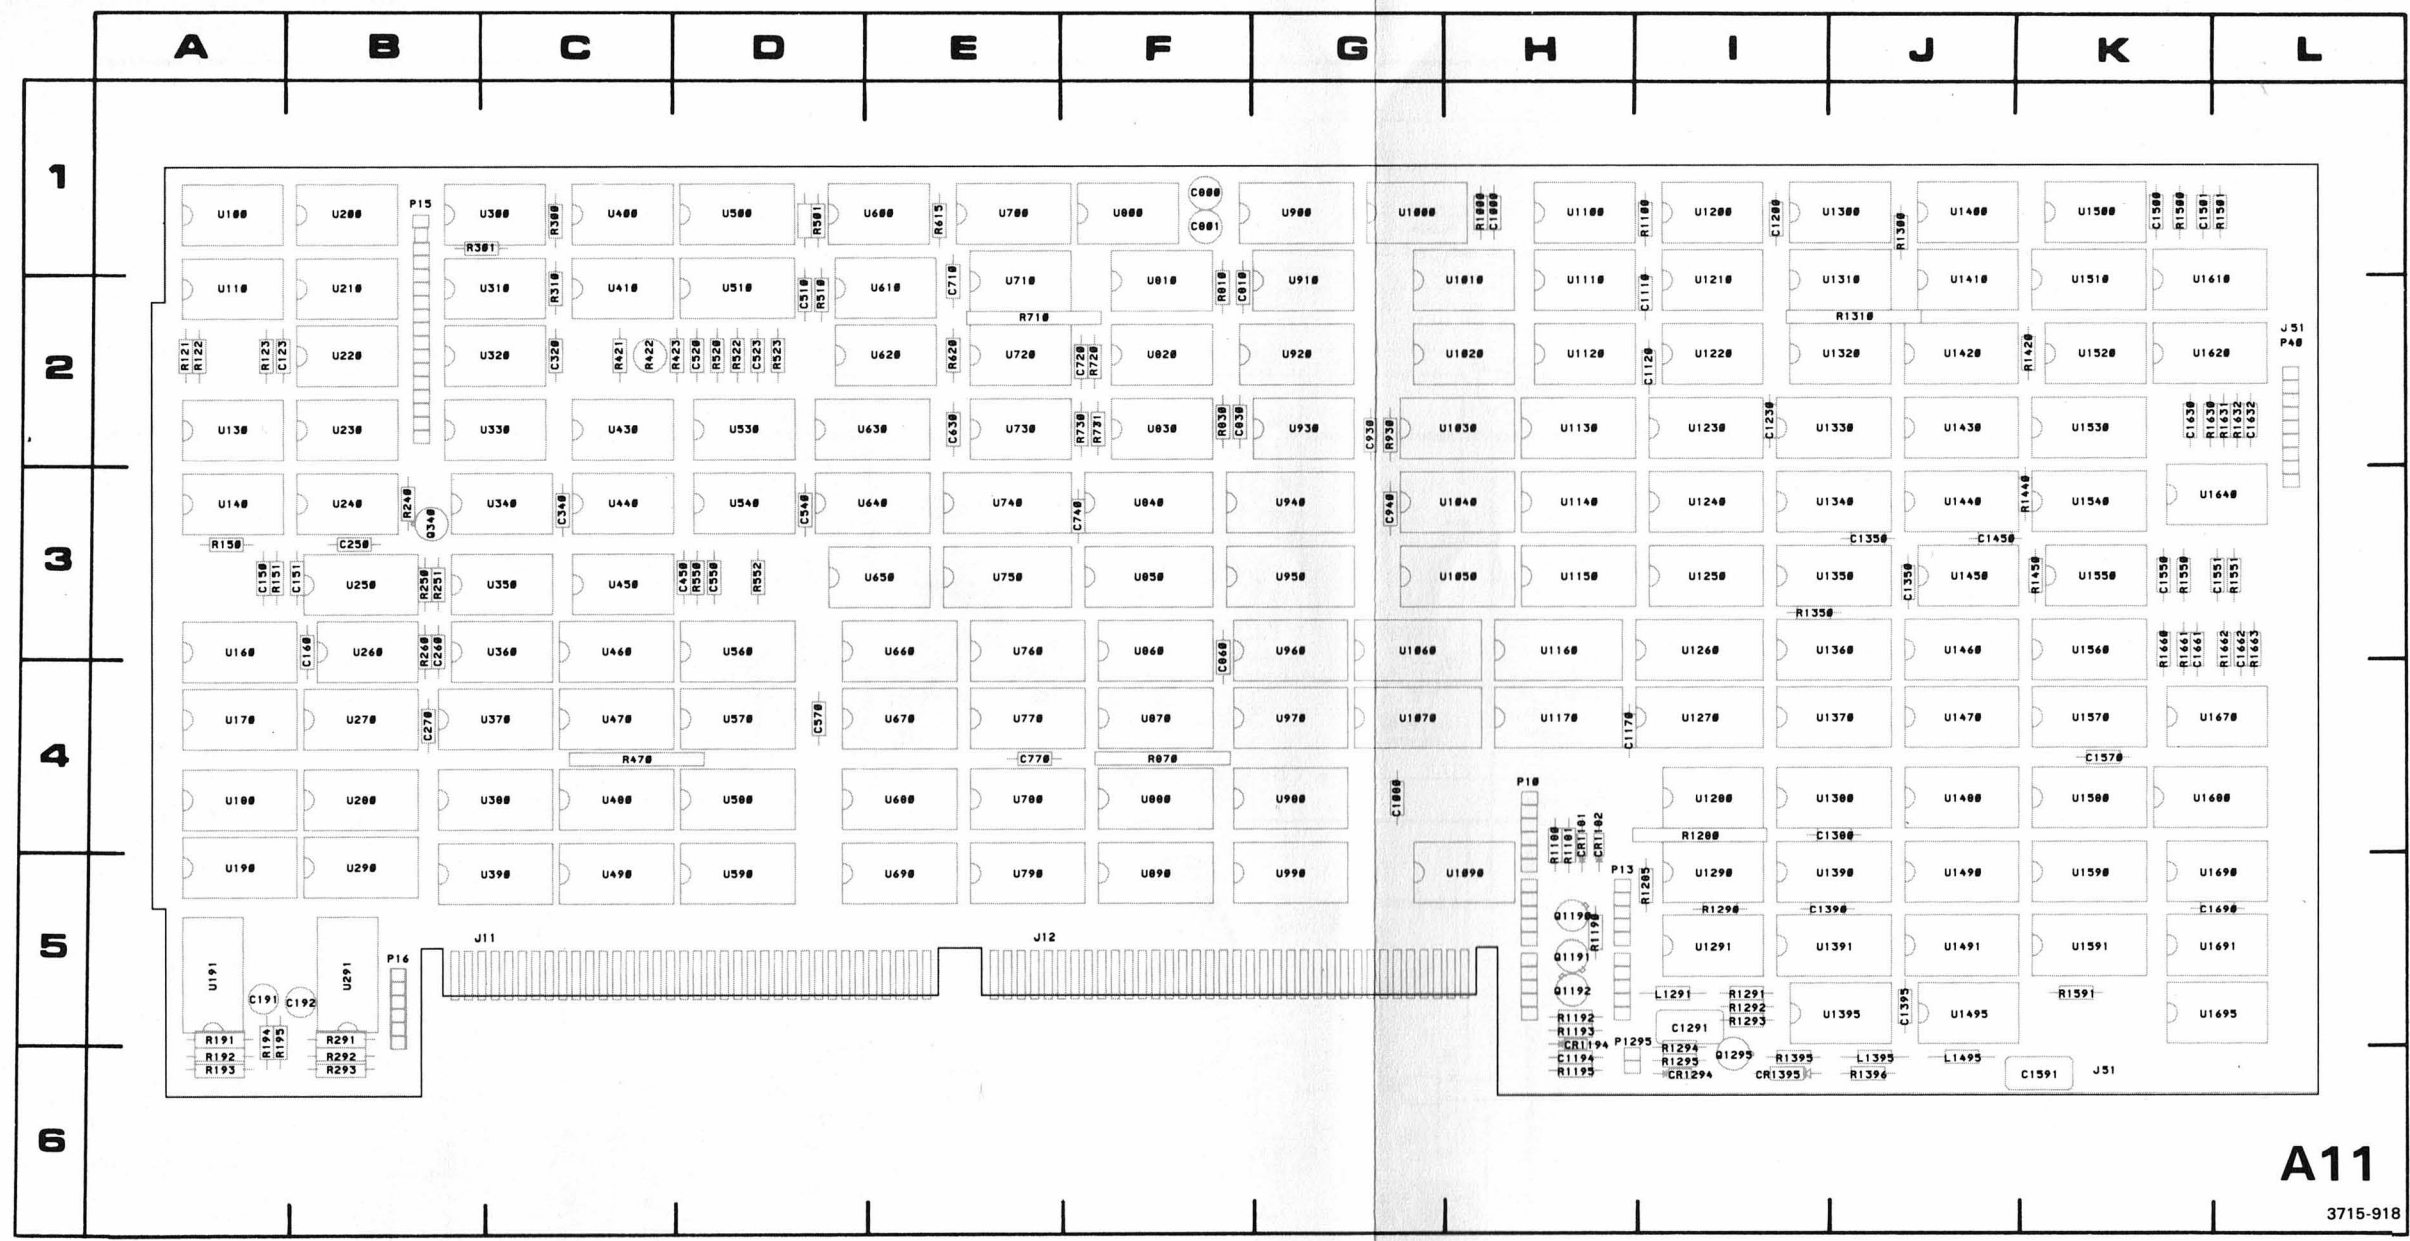 A B C D E F G H I J K L
1
U100 U200 P15 U300 R300 U400 U500 R501 U600 R615 U700 U800 C800 U900 U1000 R1000 C1000 U1100 R1100 U1200 C1200 U1300 R1300 U1400 U1500 C1500 R1500 C1501 R1501
C801
R301
U110 U210 U310 R310 U410 U510 C510 R510 U610 C710 U710 U810 R810 C810 U910 U1010 U1110 C1110 U1210 U1310 U1410 U1510 U1610
R710 R1310
2
J51
P40
R121 R122 R123 C123 U220 U320 C320 R421 R422 R423 C520 R520 R522 C523 R523 U620 R620 U720 C720 R720 U820 U920 U1020 U1120 C1120 U1220 U1320 U1420 R1420 U1520 U1620
U130 U230 U330 U430 U530 U630 C630 U730 R730 R731 U830 R830 C830 U930 C930 R930 U1030 U1130 U1230 C1230 U1330 U1430 U1530 C1630 R1630 R1631 R1632 C1632
U140 U240 R240 Q340 U340 C340 U440 U540 C540 U640 U740 C740 U840 U940 C940 U1040 U1140 U1240 U1340 U1440 R1440 U1540 U1640
R150 C250 C1350 C1450
3
C150 R151 C151 U250 R250 R251 U350 U450 C450 R550 C550 R552 U650 U750 U850 U950 U1050 U1150 U1250 U1350 C1350 U1450 R1450 U1550 C1550 R1550 C1551 R1551
R1350
U160 C160 U260 R260 C260 U360 U460 U560 U660 U760 U860 C860 U960 U1060 U1160 U1260 U1360 U1460 U1560 R1660 R1661 C1661 R1662 C1662 R1663
U170 U270 C270 U370 U470 U570 C570 U670 U770 U870 U970 U1070 U1170 C1170 U1270 U1370 U1470 U1570 U1670
4
R470 C770 R870 C1570
P10
U180 U280 U380 U480 U580 U680 U780 U880 U980 C1080 U1280 U1380 U1480 U1580 U1680
R1180 R1181 CR1181 CR1182 R1280 C1380
U190 U290 U390 U490 U590 U690 U790 U890 U990 U1090 P13 R1285 U1290 U1390 U1490 U1590 U1690
R1290 C1390 C1690
Q1190 R1190
5
J11 J12
P16
U191 U291 Q1191 U1291 U1391 U1491 U1591 U1691
C191 C192 Q1192 L1291 R1291 C1395 R1591
R1292
R1192 R1293 U1395 U1495 U1695
R1193 C1291
R191 R194 R195 R291 CR1194 P1295 R1294
R192 R292 C1194 R1295 Q1295 R1395 L1395 L1495
R193 R293 R1195 CR1294 CR1395 R1396 C1591 J51
6
A11
3715-918